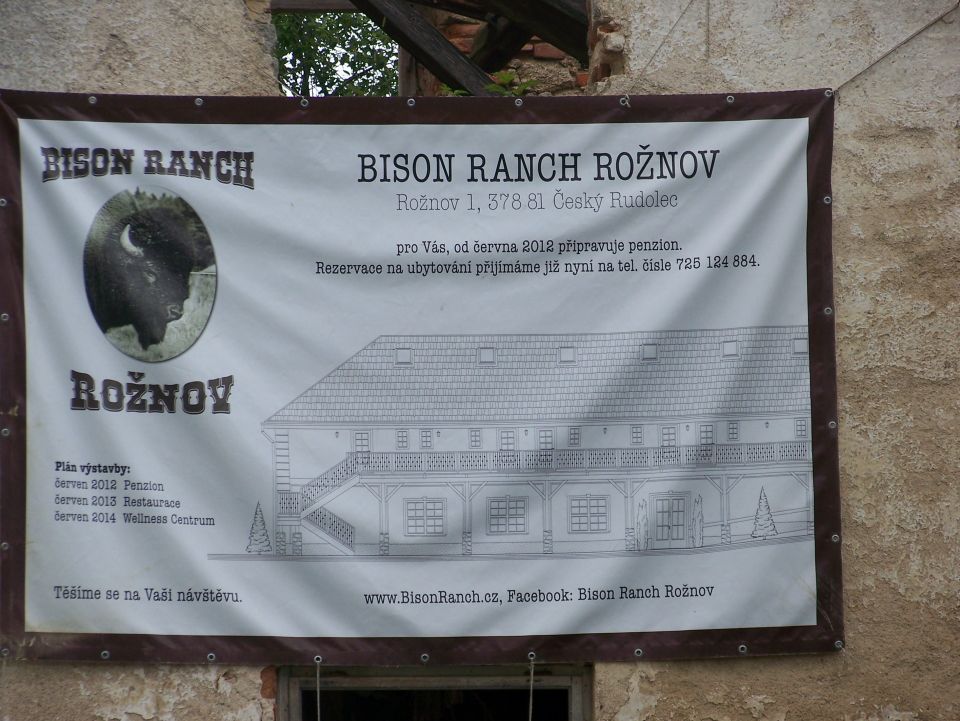 BISON RANCH
ROŽNOV
BISON RANCH ROŽNOV
Rožnov 1, 378 81 Český Rudolec
pro Vás, od června 2012 připravuje penzion.
Rezervace na ubytování přijímáme již nyní na tel. čísle 725 124 884.
Plán výstavby:
červen 2012 Penzion
červen 2013 Restaurace
červen 2014 Wellness Centrum
Těšíme se na Vaši návštěvu.
www.BisonRanch.cz, Facebook: Bison Ranch Rožnov